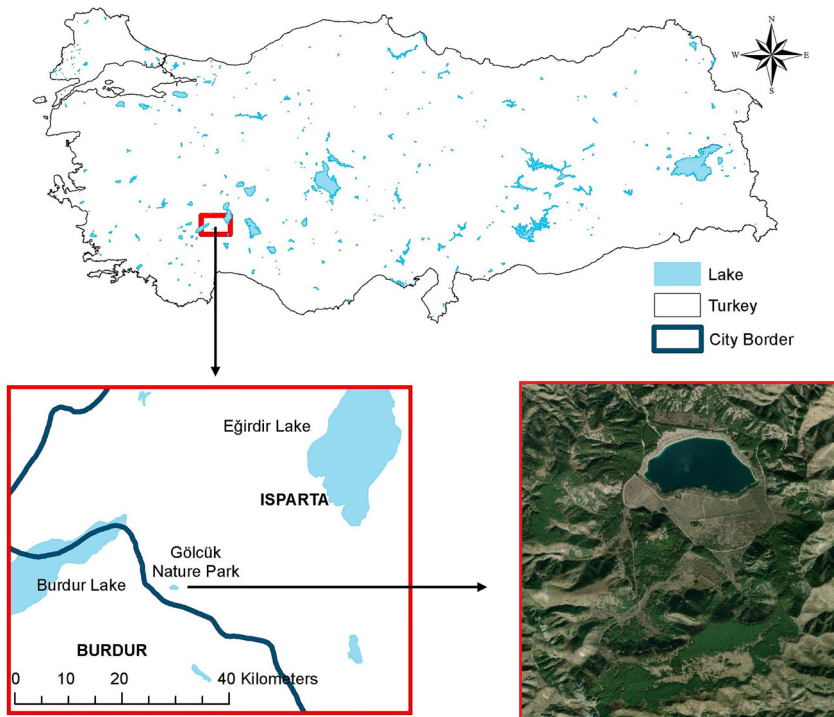 N
W E
S
Lake
Turkey
City Border
Eğirdir Lake
ISPARTA
Gölcük
Nature Park
Burdur Lake
BURDUR
0 10 20 40 Kilometers